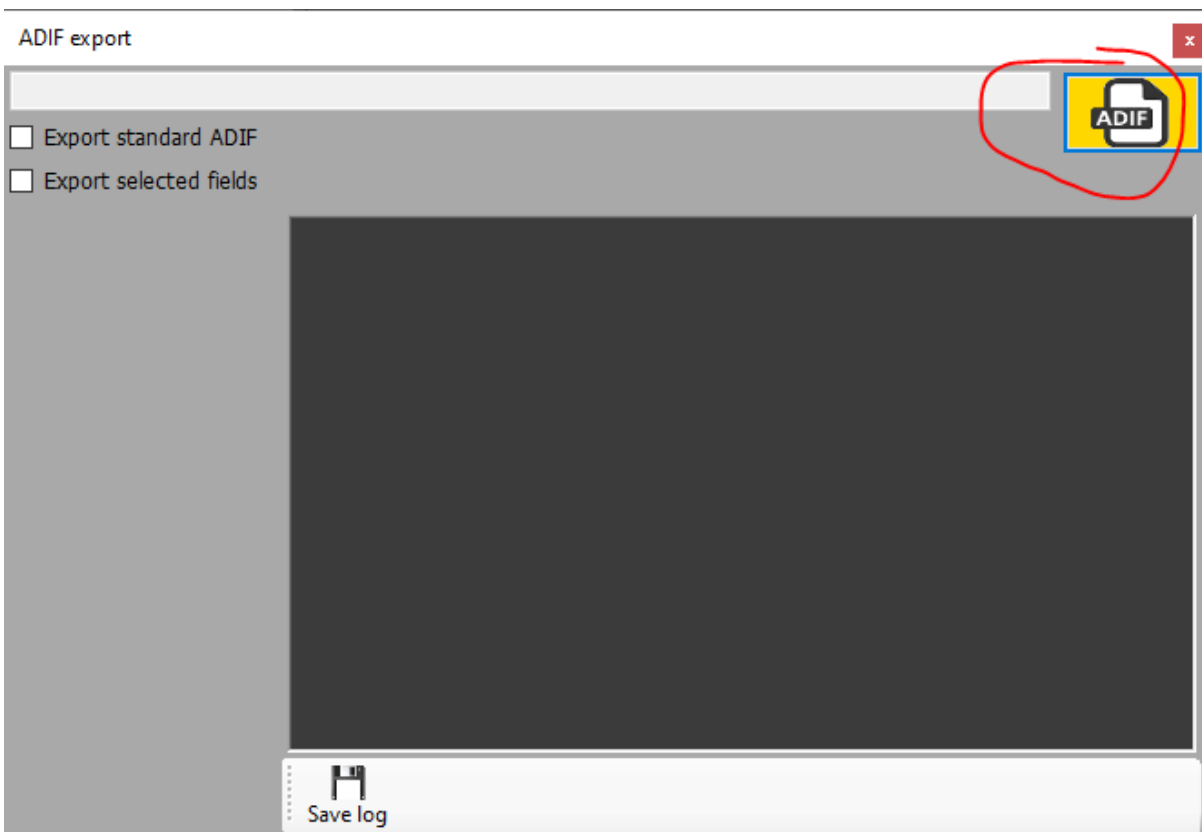 ADIF export
x
ADIF
Export standard ADIF
Export selected fields
Save log